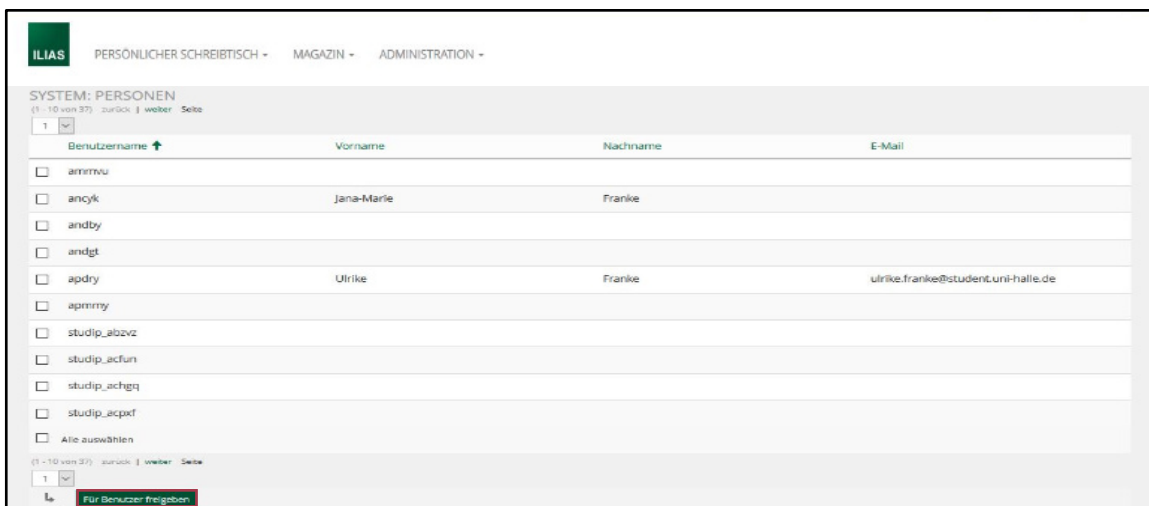 ILIAS PERSÖNLICHER SCHREIBTISCH MAGAZIN ADMINISTRATION
SYSTEM: PERSONEN
(1 - 10 von 37) zurück | weiter Seite
1
Benutzername Vorname Nachname E-Mail
ammvu
ancyk Jana-Marie Franke
andby
andgt
apdry Ulrike Franke ulrike.franke@student.uni-halle.de
apmmy
studip_abzvz
studip_acfun
studip_achgq
studip_acpxf
Alle auswählen
(1 - 10 von 37) zurück | weiter Seite
1
Für Benutzer freigeben